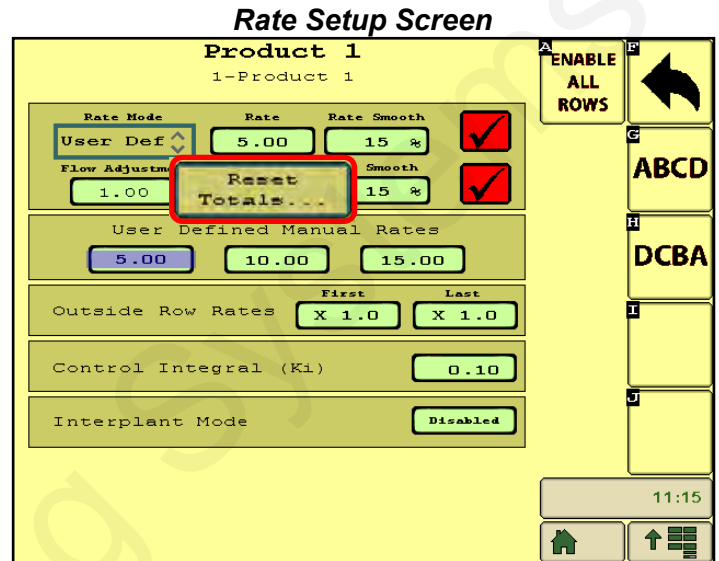 Rate Setup Screen
Product 1
1-Product 1
A ENABLE ALL ROWS
F
Rate Mode Rate Rate Smooth
User Def 5.00 15 %
G
ABCD
Flow Adjustm Smooth
1.00 15 %
Reset
Totals...
H
DCBA
User Defined Manual Rates
5.00 10.00 15.00
First Last
Outside Row Rates X 1.0 X 1.0
I
Control Integral (Ki) 0.10
J
Interplant Mode Disabled
11:15